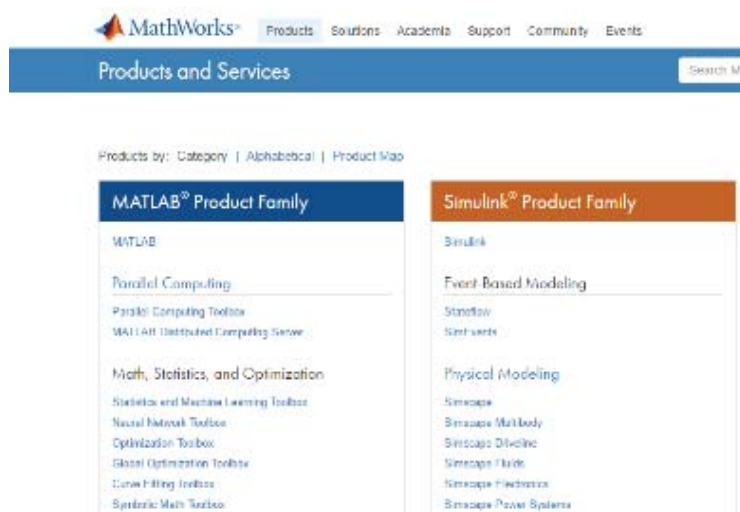 MathWorks®
Products Solutions Academia Support Community Events
Products and Services
Search M
Products by: Category | Alphabetical | Product Map
MATLAB® Product Family
MATLAB
Parallel Computing
Parallel Computing Toolbox
MATLAB Distributed Computing Server
Math, Statistics, and Optimization
Statistics and Machine Learning Toolbox
Neural Network Toolbox
Optimization Toolbox
Global Optimization Toolbox
Curve Fitting Toolbox
Symbolic Math Toolbox
Simulink® Product Family
Simulink
Event-Based Modeling
Stateflow
SimEvents
Physical Modeling
Simscape
Simscape Multibody
Simscape Driveline
Simscape Fluids
Simscape Electronics
Simscape Power Systems